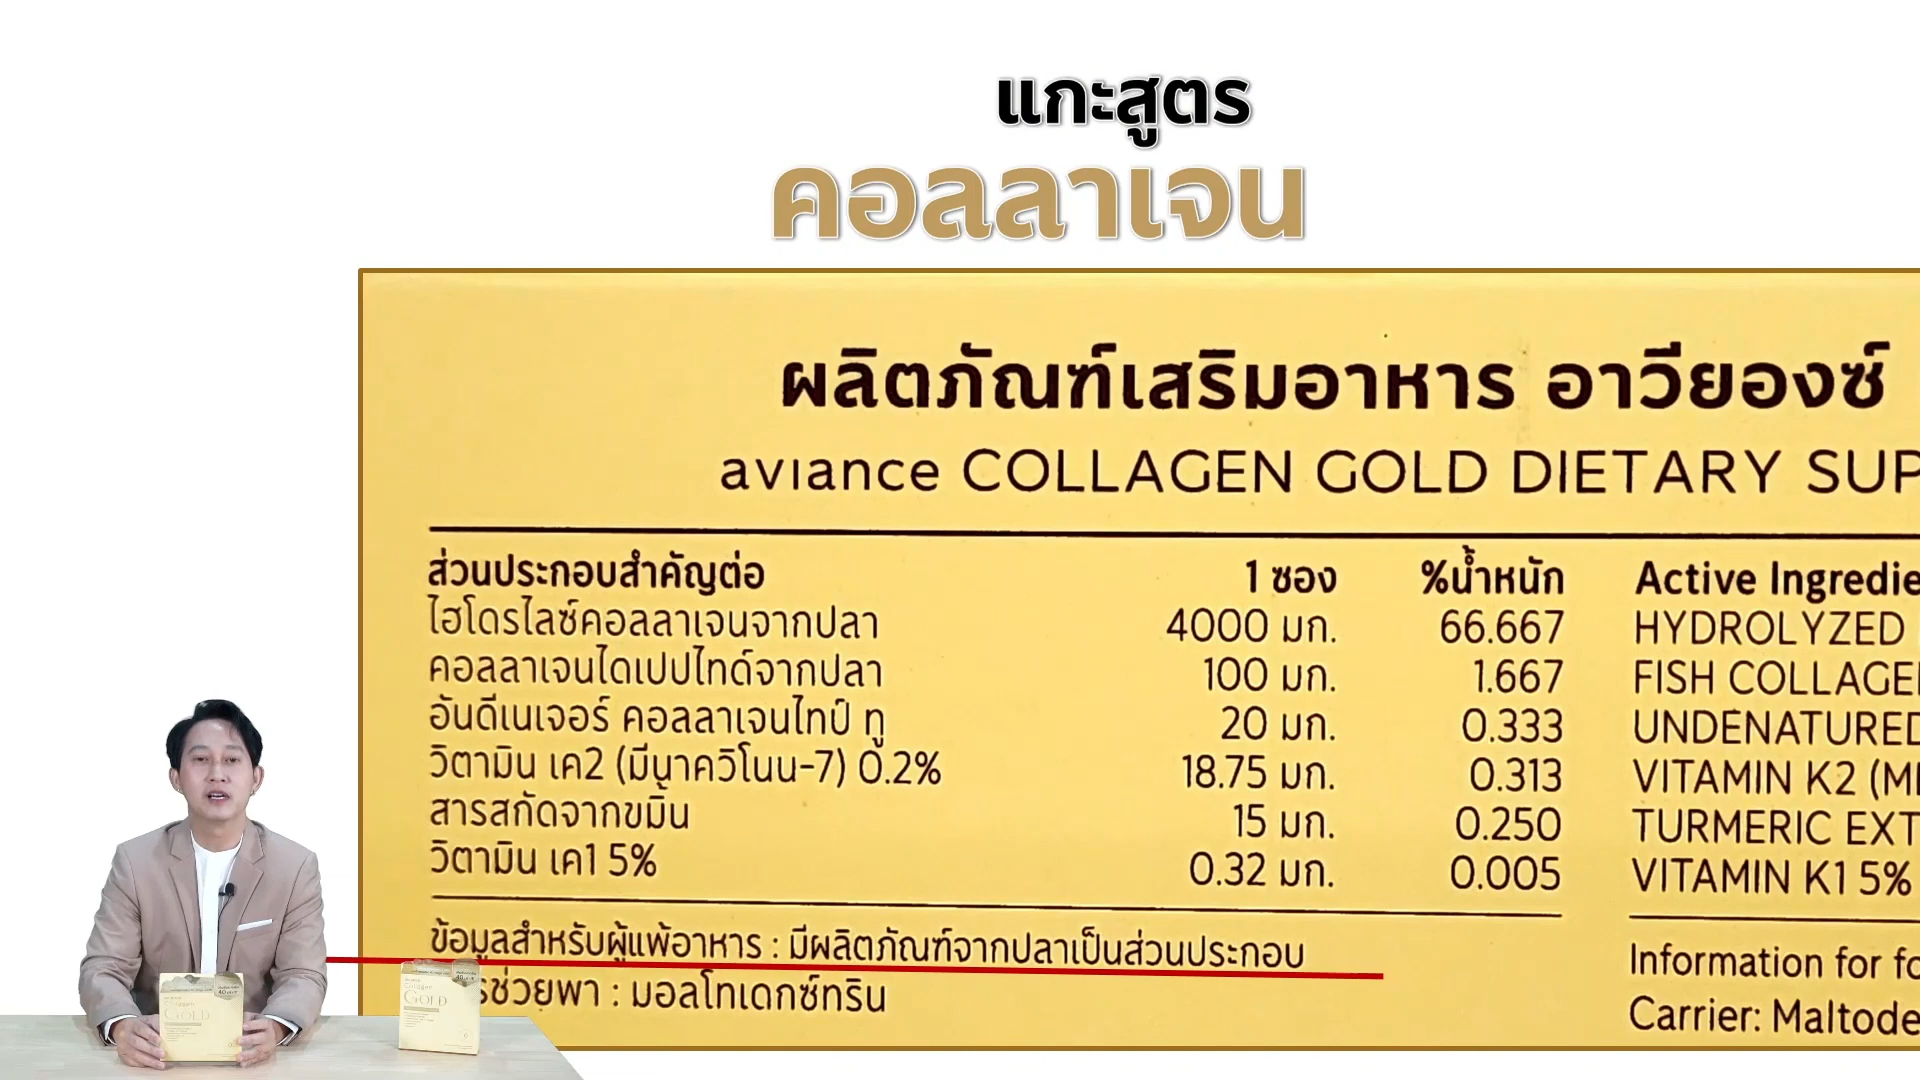 แกะสูตร
คอลลาเจน
ผลิตภัณฑ์เสริมอาหาร อาวียองซ์
aviance COLLAGEN GOLD DIETARY SUP
ส่วนประกอบสำคัญต่อ 1 ซอง %น้ำหนัก
ไฮโดรไลซ์คอลลาเจนจากปลา 4000 มก. 66.667
คอลลาเจนไดเปปไทด์จากปลา 100 มก. 1.667
อันดีเนเจอร์ คอลลาเจนไทป์ ทู 20 มก. 0.333
วิตามิน เค2 (มีนาควิโนน-7) 0.2% 18.75 มก. 0.313
สารสกัดจากขมิ้น 15 มก. 0.250
วิตามิน เค1 5% 0.32 มก. 0.005
ข้อมูลสำหรับผู้แพ้อาหาร : มีผลิตภัณฑ์จากปลาเป็นส่วนประกอบ
รช่วยพา : มอลโทเดกซ์ทริน
Active Ingredie
HYDROLYZED
FISH COLLAGE
UNDENATURED
VITAMIN K2 (M
TURMERIC EXT
VITAMIN K1 5%
Information for fo
Carrier: Maltode
Collagen
GOLD
Collagen
GOLD